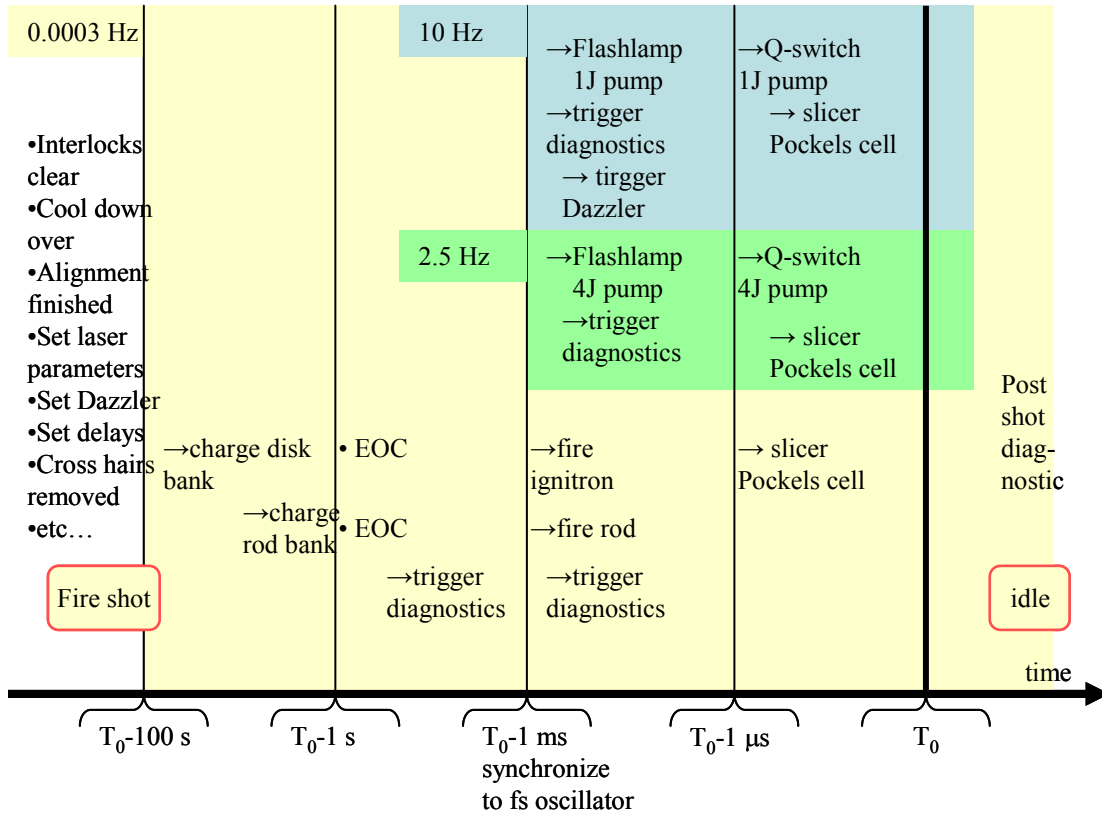 0.0003 Hz
•Interlocks
clear
•Cool down
over
•Alignment
finished
•Set laser
parameters
•Set Dazzler
•Set delays
•Cross hairs
removed
•etc…
Fire shot
→charge disk
bank
→charge
rod bank
• EOC
• EOC
→trigger
diagnostics
10 Hz
→Flashlamp
1J pump
→trigger
diagnostics
→ tirgger
Dazzler
→Q-switch
1J pump
→ slicer
Pockels cell
2.5 Hz
→Flashlamp
4J pump
→trigger
diagnostics
→Q-switch
4J pump
→ slicer
Pockels cell
→fire
ignitron
→fire rod
→trigger
diagnostics
→ slicer
Pockels cell
Post
shot
diag-
nostic
idle
time
T0-100 s
T0-1 s
T0-1 ms
synchronize
to fs oscillator
T0-1 μs
T0